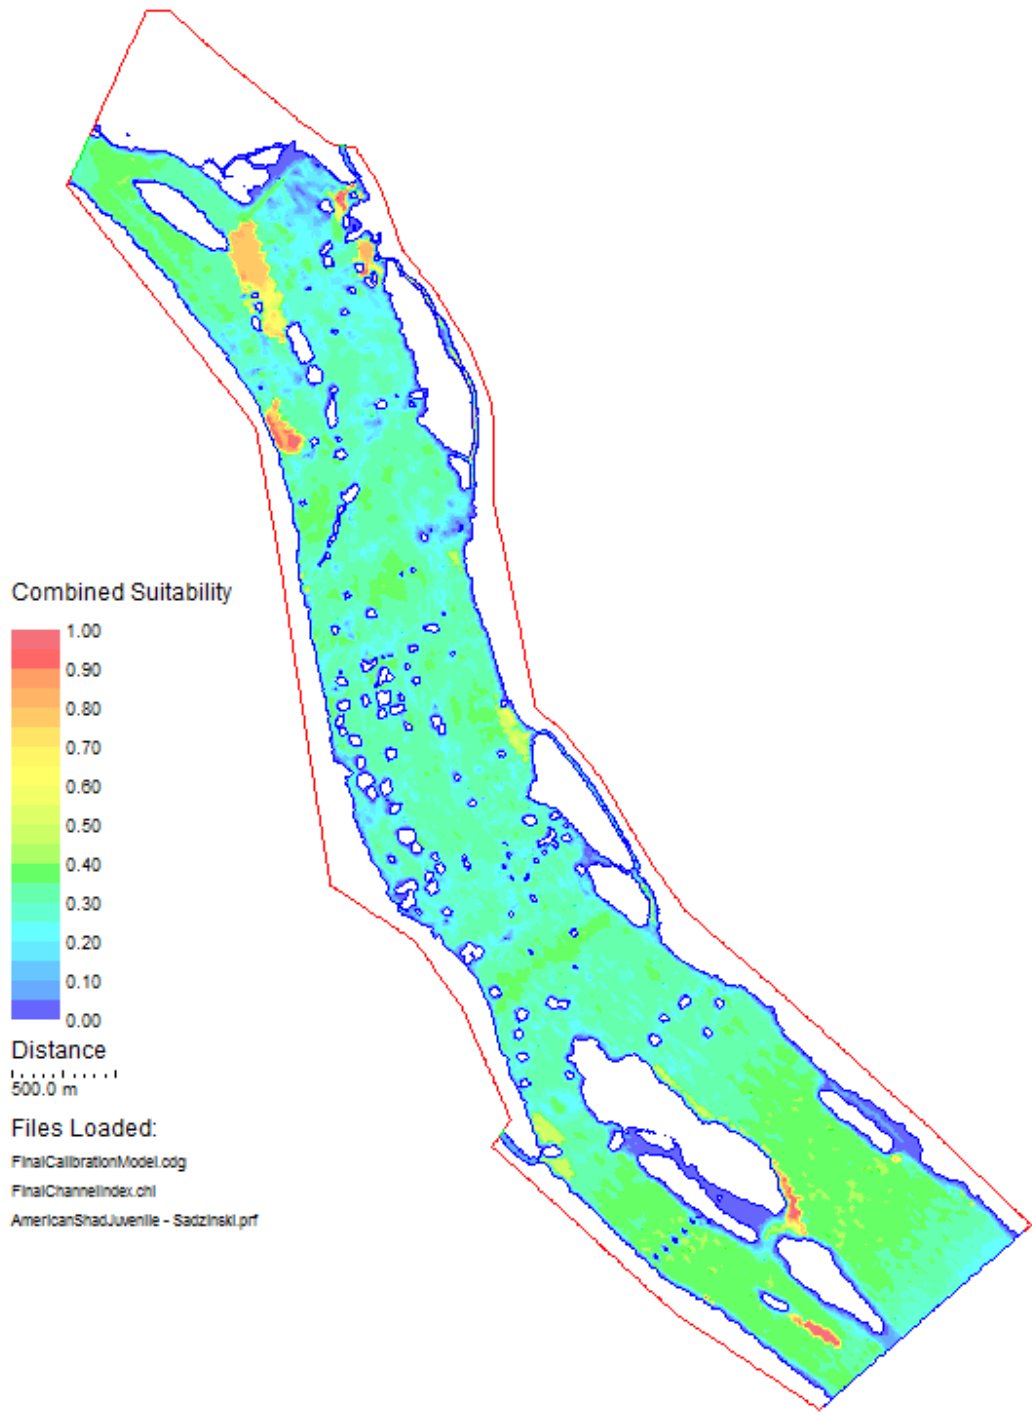 Combined Suitability
1.00
0.90
0.80
0.70
0.60
0.50
0.40
0.30
0.20
0.10
0.00
Distance
500.0 m
Files Loaded:
FinalCalibrationModel.cdg
FinalChannelIndex.chi
AmericanShadJuvenile - Sadzinski.prf